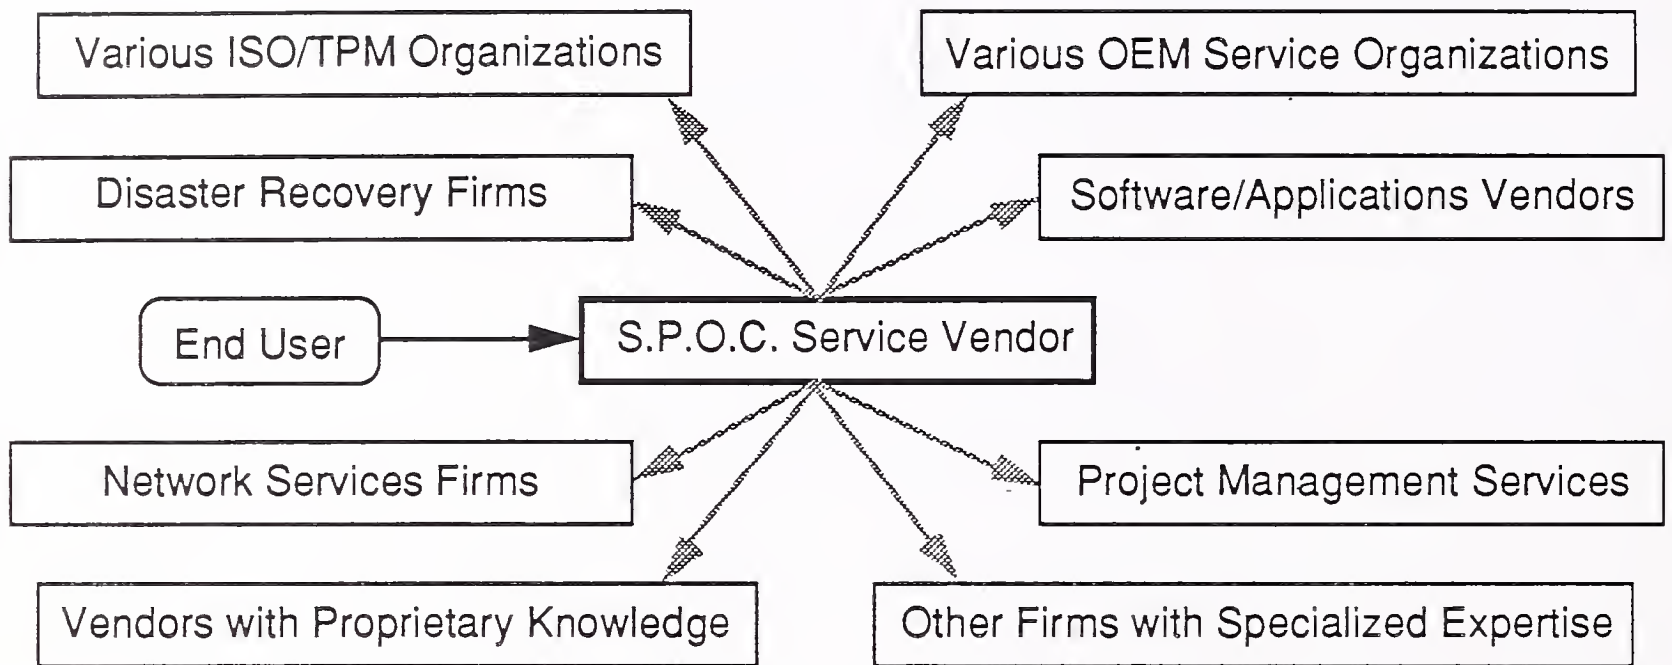 Various ISO/TPM Organizations
Various OEM Service Organizations
Disaster Recovery Firms
Software/Applications Vendors
End User
S.P.O.C. Service Vendor
Network Services Firms
Project Management Services
Vendors with Proprietary Knowledge
Other Firms with Specialized Expertise